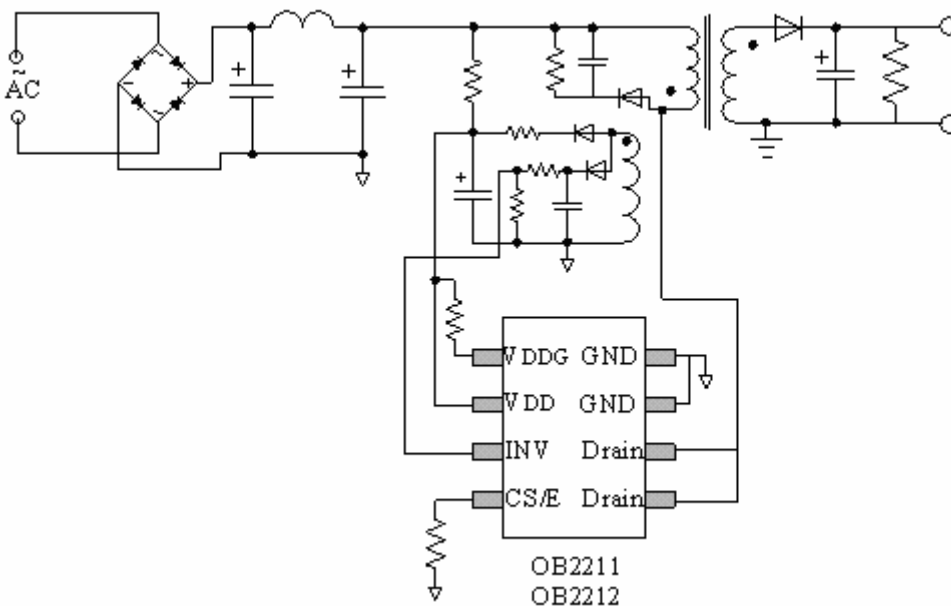 ~
AC
VDDG GND
VDD GND
INV Drain
CS/E Drain
OB2211
OB2212